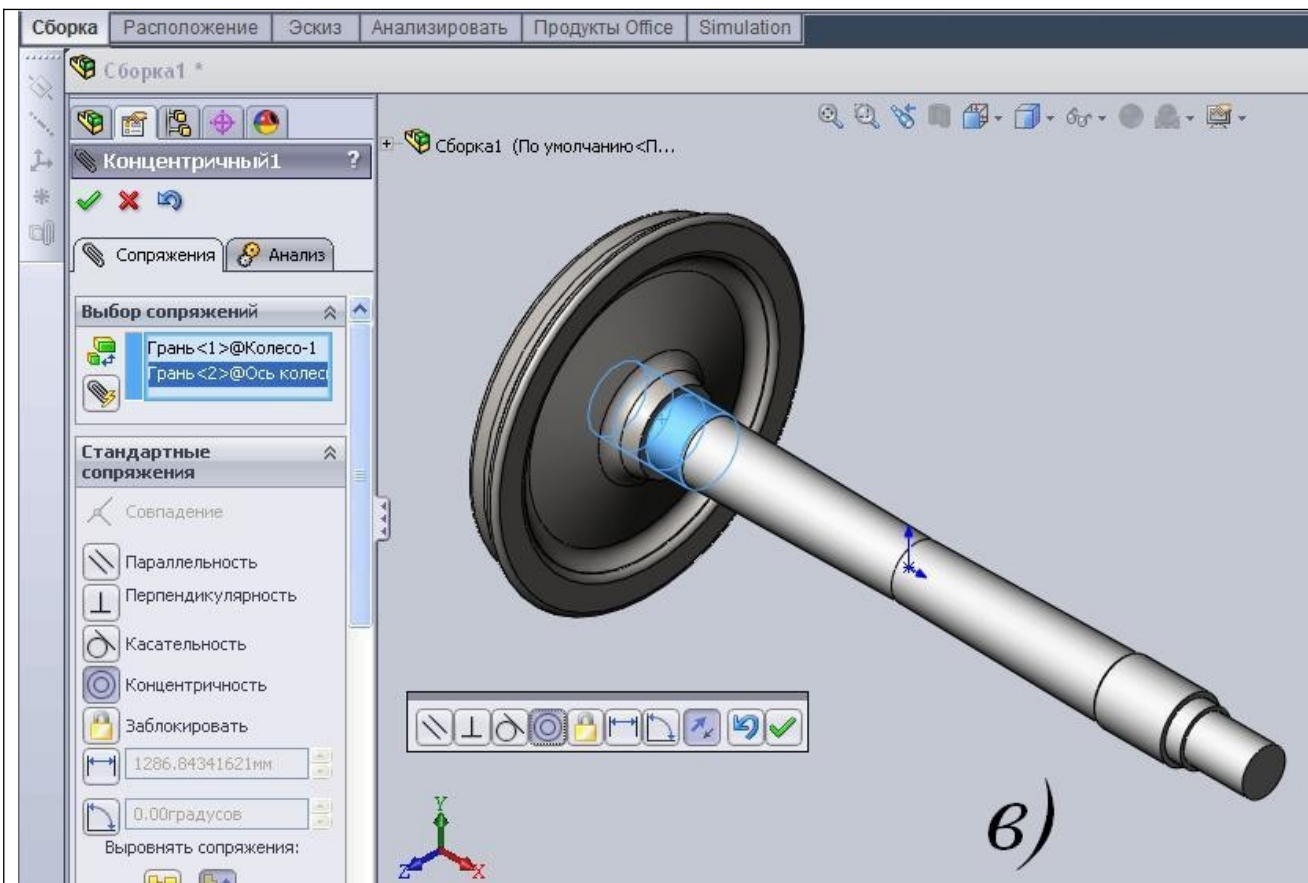 Сборка Расположение Эскиз Анализировать Продукты Office Simulation
Сборка1 *
Концентричный1 ?
Сборка1 (По умолчанию<П...
Сопряжения Анализ
Выбор сопряжений
Грань<1>@Колесо-1
Грань<2>@Ось колес
Стандартные
сопряжения
Совпадение
Параллельность
Перпендикулярность
Касательность
Концентричность
Заблокировать
1286.84341621мм
0.00градусов
Выровнять сопряжения:
Y
Z X
в)